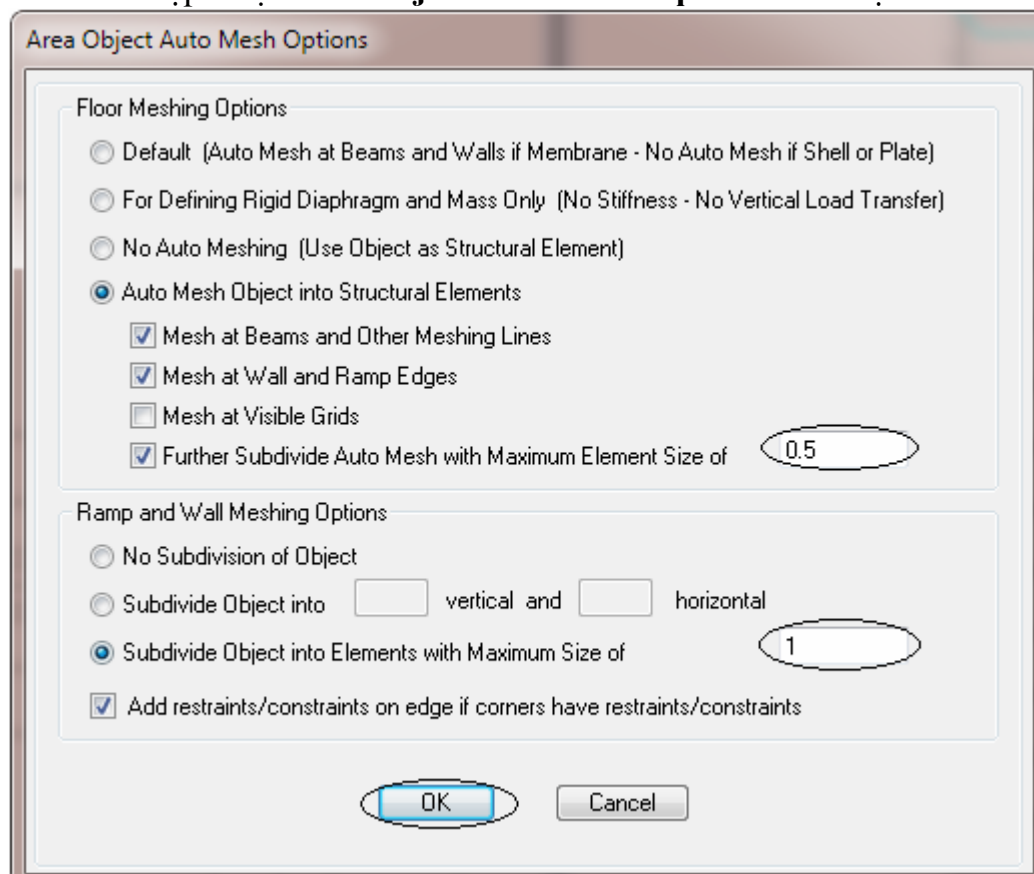 Area Object Auto Mesh Options
Floor Meshing Options
Default (Auto Mesh at Beams and Walls if Membrane - No Auto Mesh if Shell or Plate)
For Defining Rigid Diaphragm and Mass Only (No Stiffness - No Vertical Load Transfer)
No Auto Meshing (Use Object as Structural Element)
Auto Mesh Object into Structural Elements
Mesh at Beams and Other Meshing Lines
Mesh at Wall and Ramp Edges
Mesh at Visible Grids
Further Subdivide Auto Mesh with Maximum Element Size of 0.5
Ramp and Wall Meshing Options
No Subdivision of Object
Subdivide Object into vertical and horizontal
Subdivide Object into Elements with Maximum Size of 1
Add restraints/constraints on edge if corners have restraints/constraints
OK Cancel